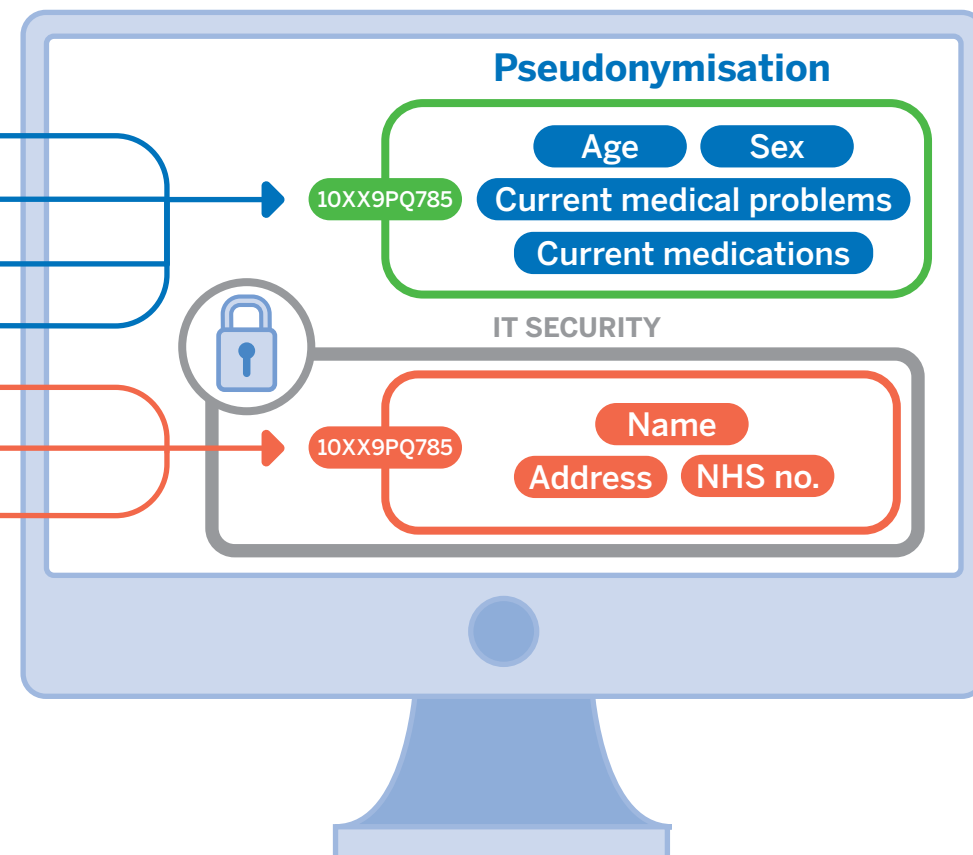 Pseudonymisation
Age Sex
10XX9PQ785 Current medical problems
Current medications
IT SECURITY
Name
10XX9PQ785
Address NHS no.